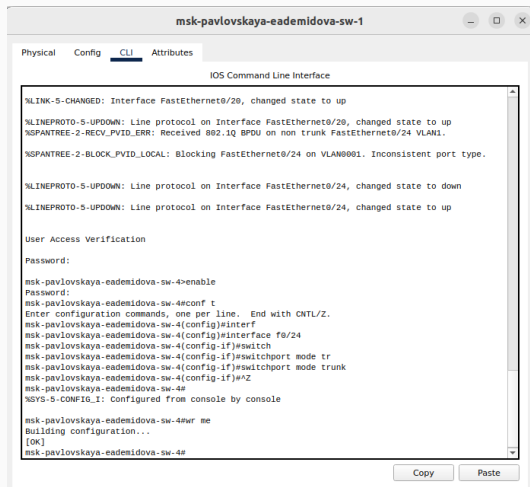 msk-pavlovskaya-eademidova-sw-1
Physical Config CLI Attributes
IOS Command Line Interface
%LINK-5-CHANGED: Interface FastEthernet0/20, changed state to up
%LINEPROTO-5-UPDOWN: Line protocol on Interface FastEthernet0/20, changed state to up
%SPANTREE-2-RECV_PVID_ERR: Received 802.1Q BPDU on non trunk FastEthernet0/24 VLAN1.
%SPANTREE-2-BLOCK_PVID_LOCAL: Blocking FastEthernet0/24 on VLAN0001. Inconsistent port type.
%LINEPROTO-5-UPDOWN: Line protocol on Interface FastEthernet0/24, changed state to down
%LINEPROTO-5-UPDOWN: Line protocol on Interface FastEthernet0/24, changed state to up
User Access Verification
Password:
msk-pavlovskaya-eademidova-sw-4>enable
Password:
msk-pavlovskaya-eademidova-sw-4#conf t
Enter configuration commands, one per line.  End with CNTL/Z.
msk-pavlovskaya-eademidova-sw-4(config)#interf
msk-pavlovskaya-eademidova-sw-4(config)#interface f0/24
msk-pavlovskaya-eademidova-sw-4(config-if)#switch
msk-pavlovskaya-eademidova-sw-4(config-if)#switchport mode tr
msk-pavlovskaya-eademidova-sw-4(config-if)#switchport mode trunk
msk-pavlovskaya-eademidova-sw-4(config-if)#^Z
msk-pavlovskaya-eademidova-sw-4#
%SYS-5-CONFIG_I: Configured from console by console
msk-pavlovskaya-eademidova-sw-4#wr me
Building configuration...
[OK]
msk-pavlovskaya-eademidova-sw-4#
Copy Paste